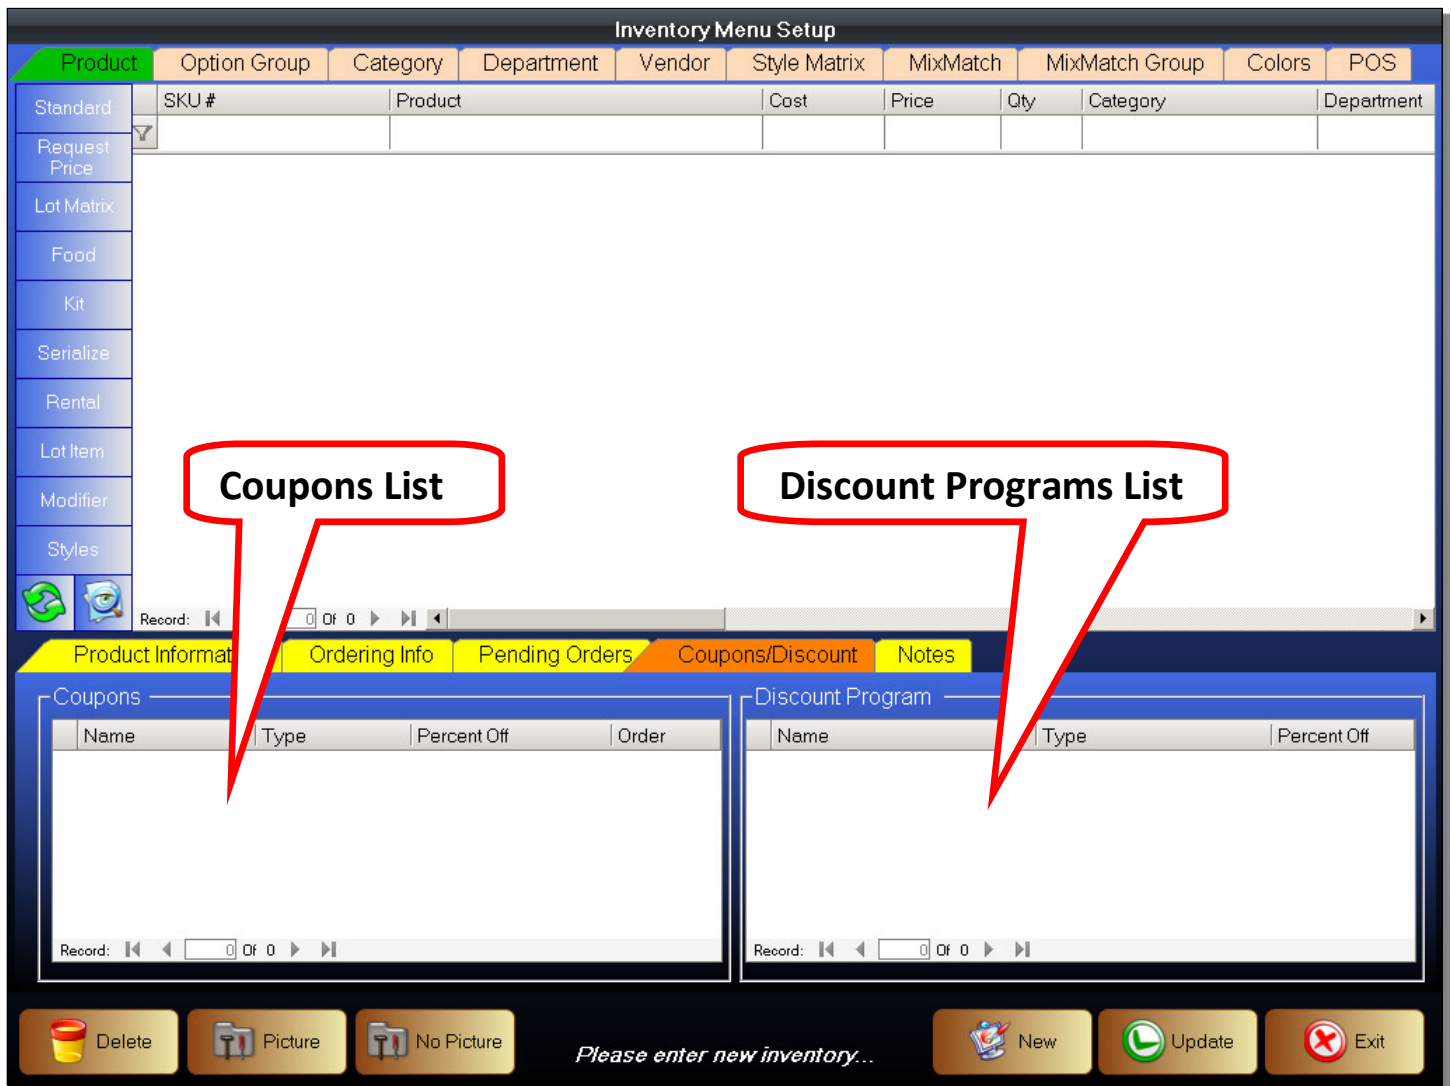 Inventory Menu Setup
Product Option Group Category Department Vendor Style Matrix MixMatch MixMatch Group Colors POS
SKU # Product Cost Price Qty Category Department
Standard
Request
Price
Lot Matrix
Food
Kit
Serialize
Rental
Lot Item
Modifier
Styles
Coupons List
Discount Programs List
Record: 0 Of 0
Product Informat Ordering Info Pending Orders Coupons/Discount Notes
Coupons
Name Type Percent Off Order
Record: 0 Of 0
Discount Program
Name Type Percent Off
Record: 0 Of 0
Delete Picture No Picture Please enter new inventory... New Update Exit